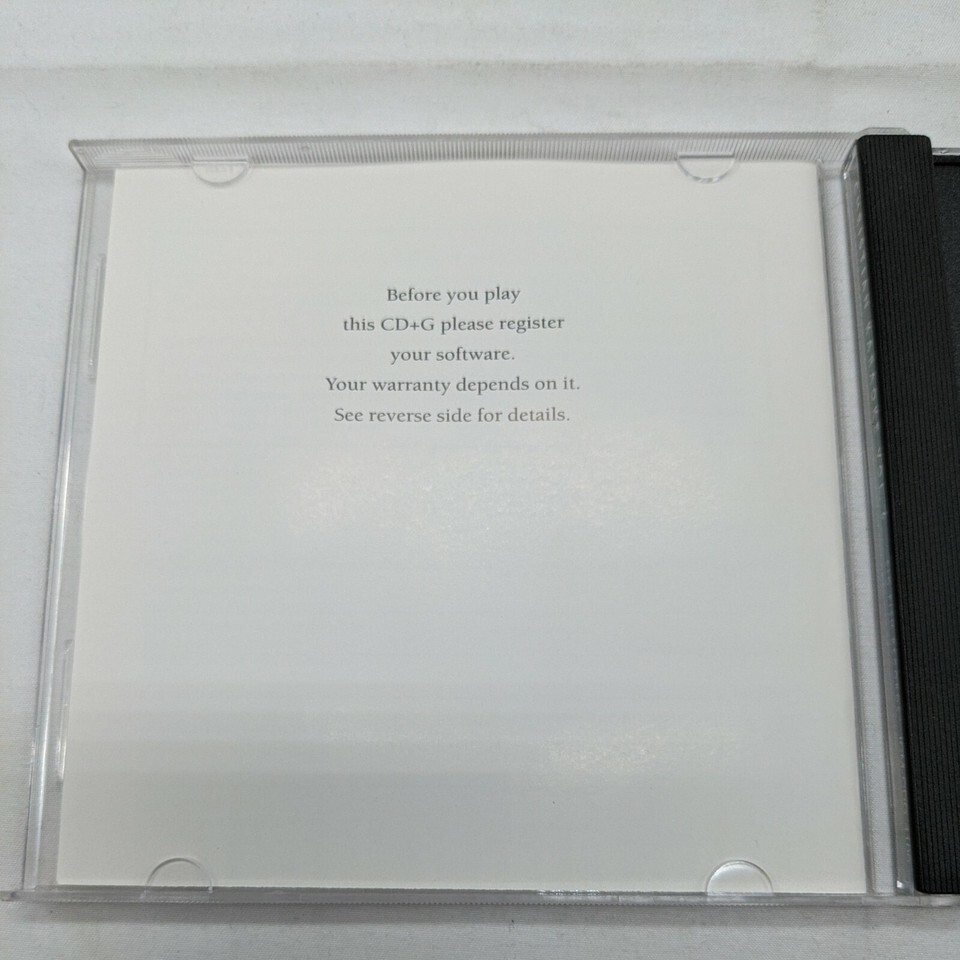 Before you play
this CD+G please register
your software.
Your warranty depends on it.
See reverse side for details.